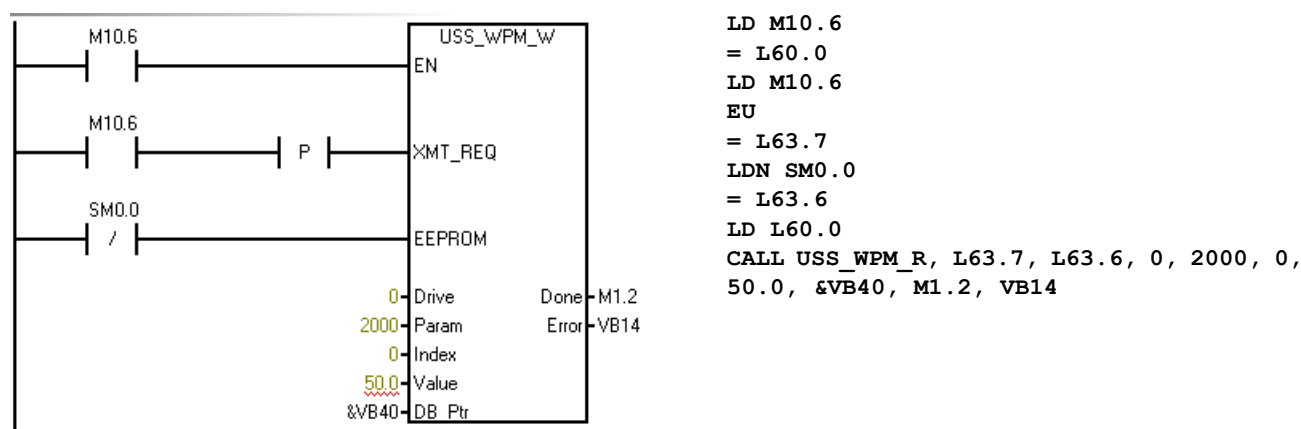 M10.6
USS_WPM_W
EN
M10.6
P
XMT_REQ
SM0.0
/
EEPROM
0 Drive Done M1.2
2000 Param Error VB14
0 Index
50.0 Value
&VB40 DB_Ptr
LD M10.6
= L60.0
LD M10.6
EU
= L63.7
LDN SM0.0
= L63.6
LD L60.0
CALL USS_WPM_R, L63.7, L63.6, 0, 2000, 0,
50.0, &VB40, M1.2, VB14